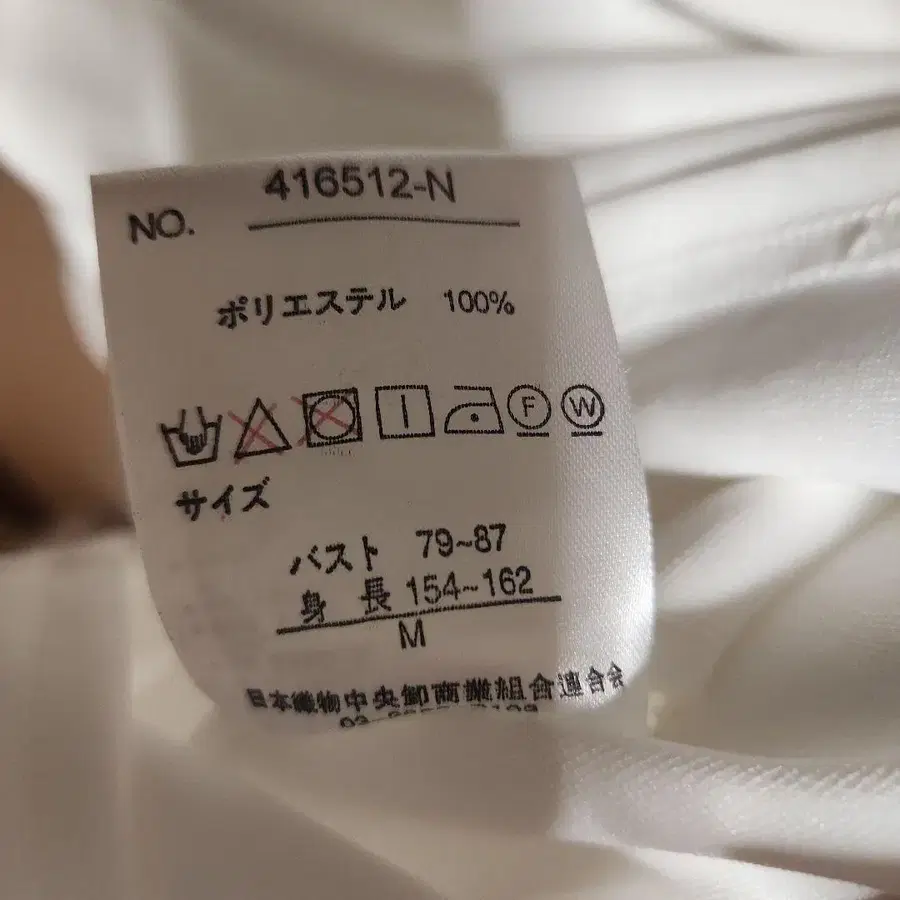 416512-N
NO.
ポリエステル 100%
F W
サイズ
バスト 79~87
身 長 154~162
M
日本織物中央卸商業組合連合会